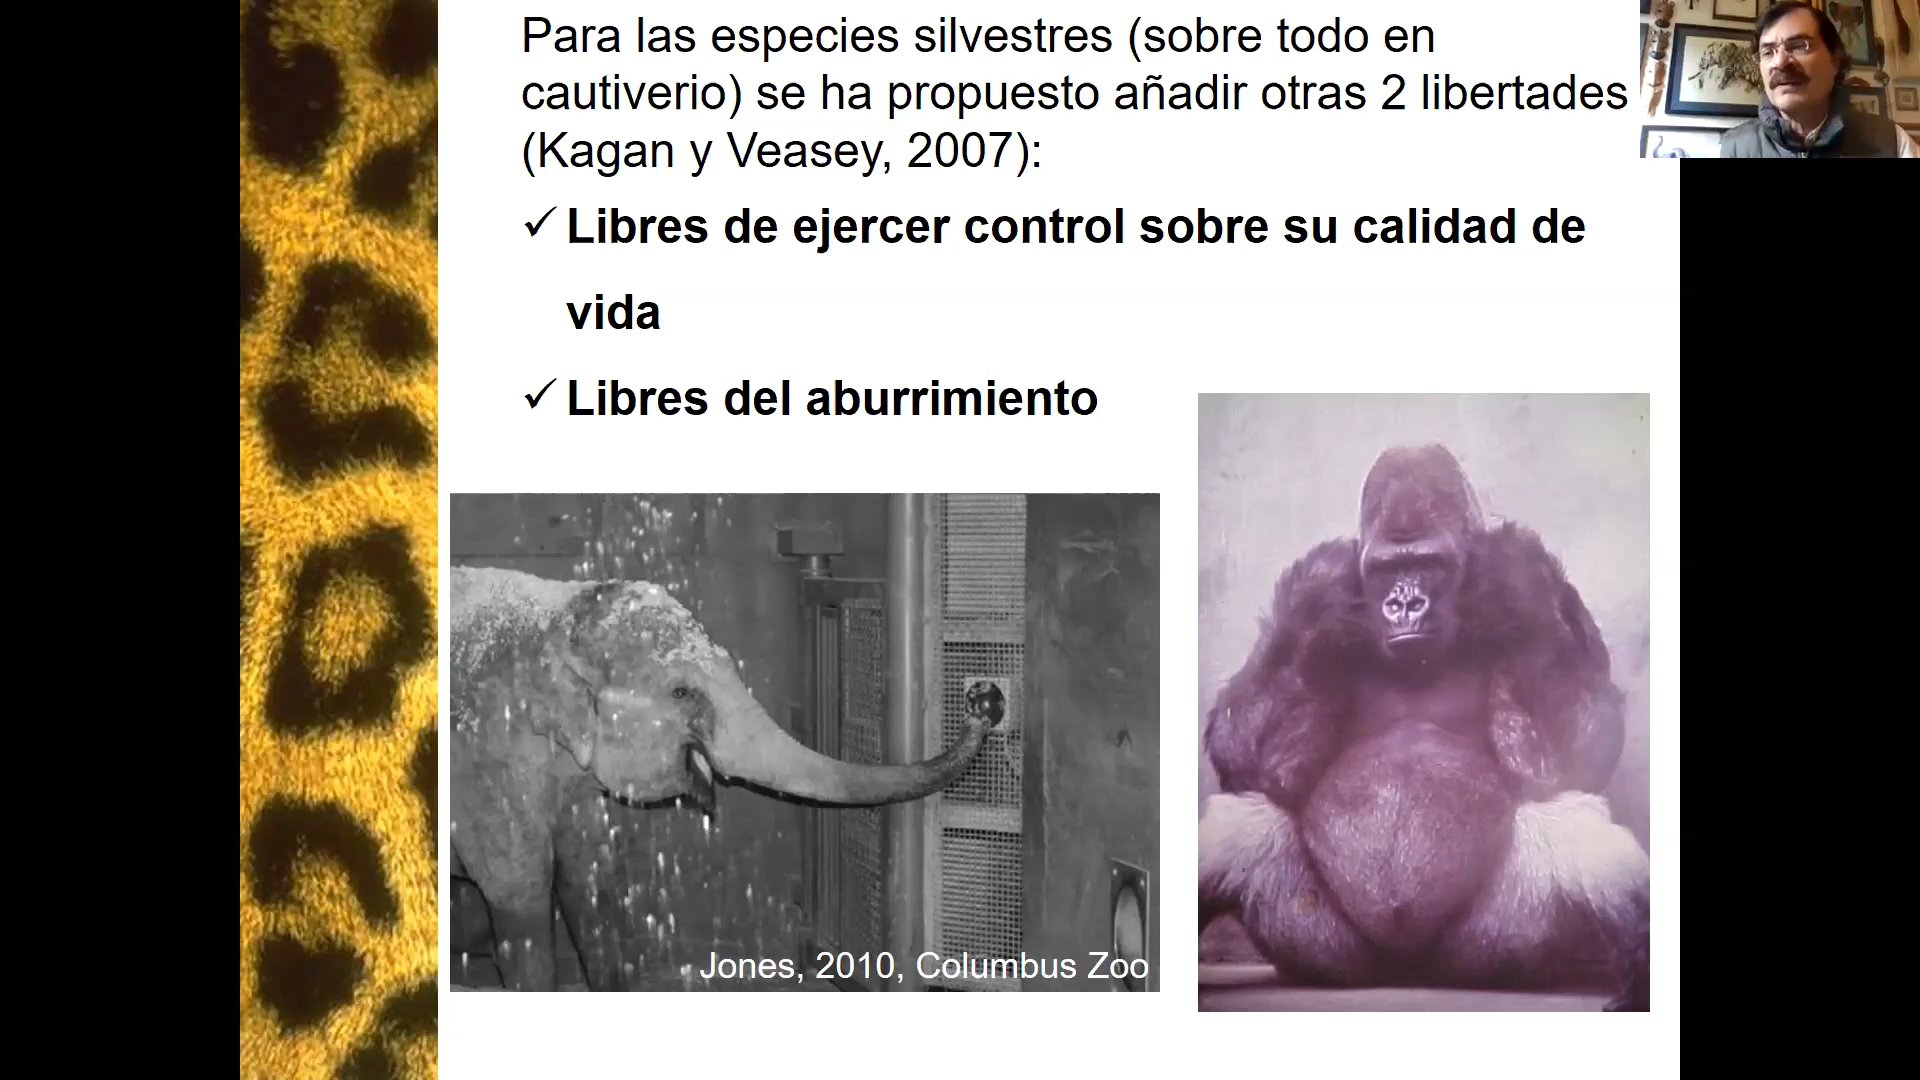 Para las especies silvestres (sobre todo en
cautiverio) se ha propuesto añadir otras 2 libertades
(Kagan y Veasey, 2007):
✓ Libres de ejercer control sobre su calidad de
vida
✓ Libres del aburrimiento
Jones, 2010, Columbus Zoo